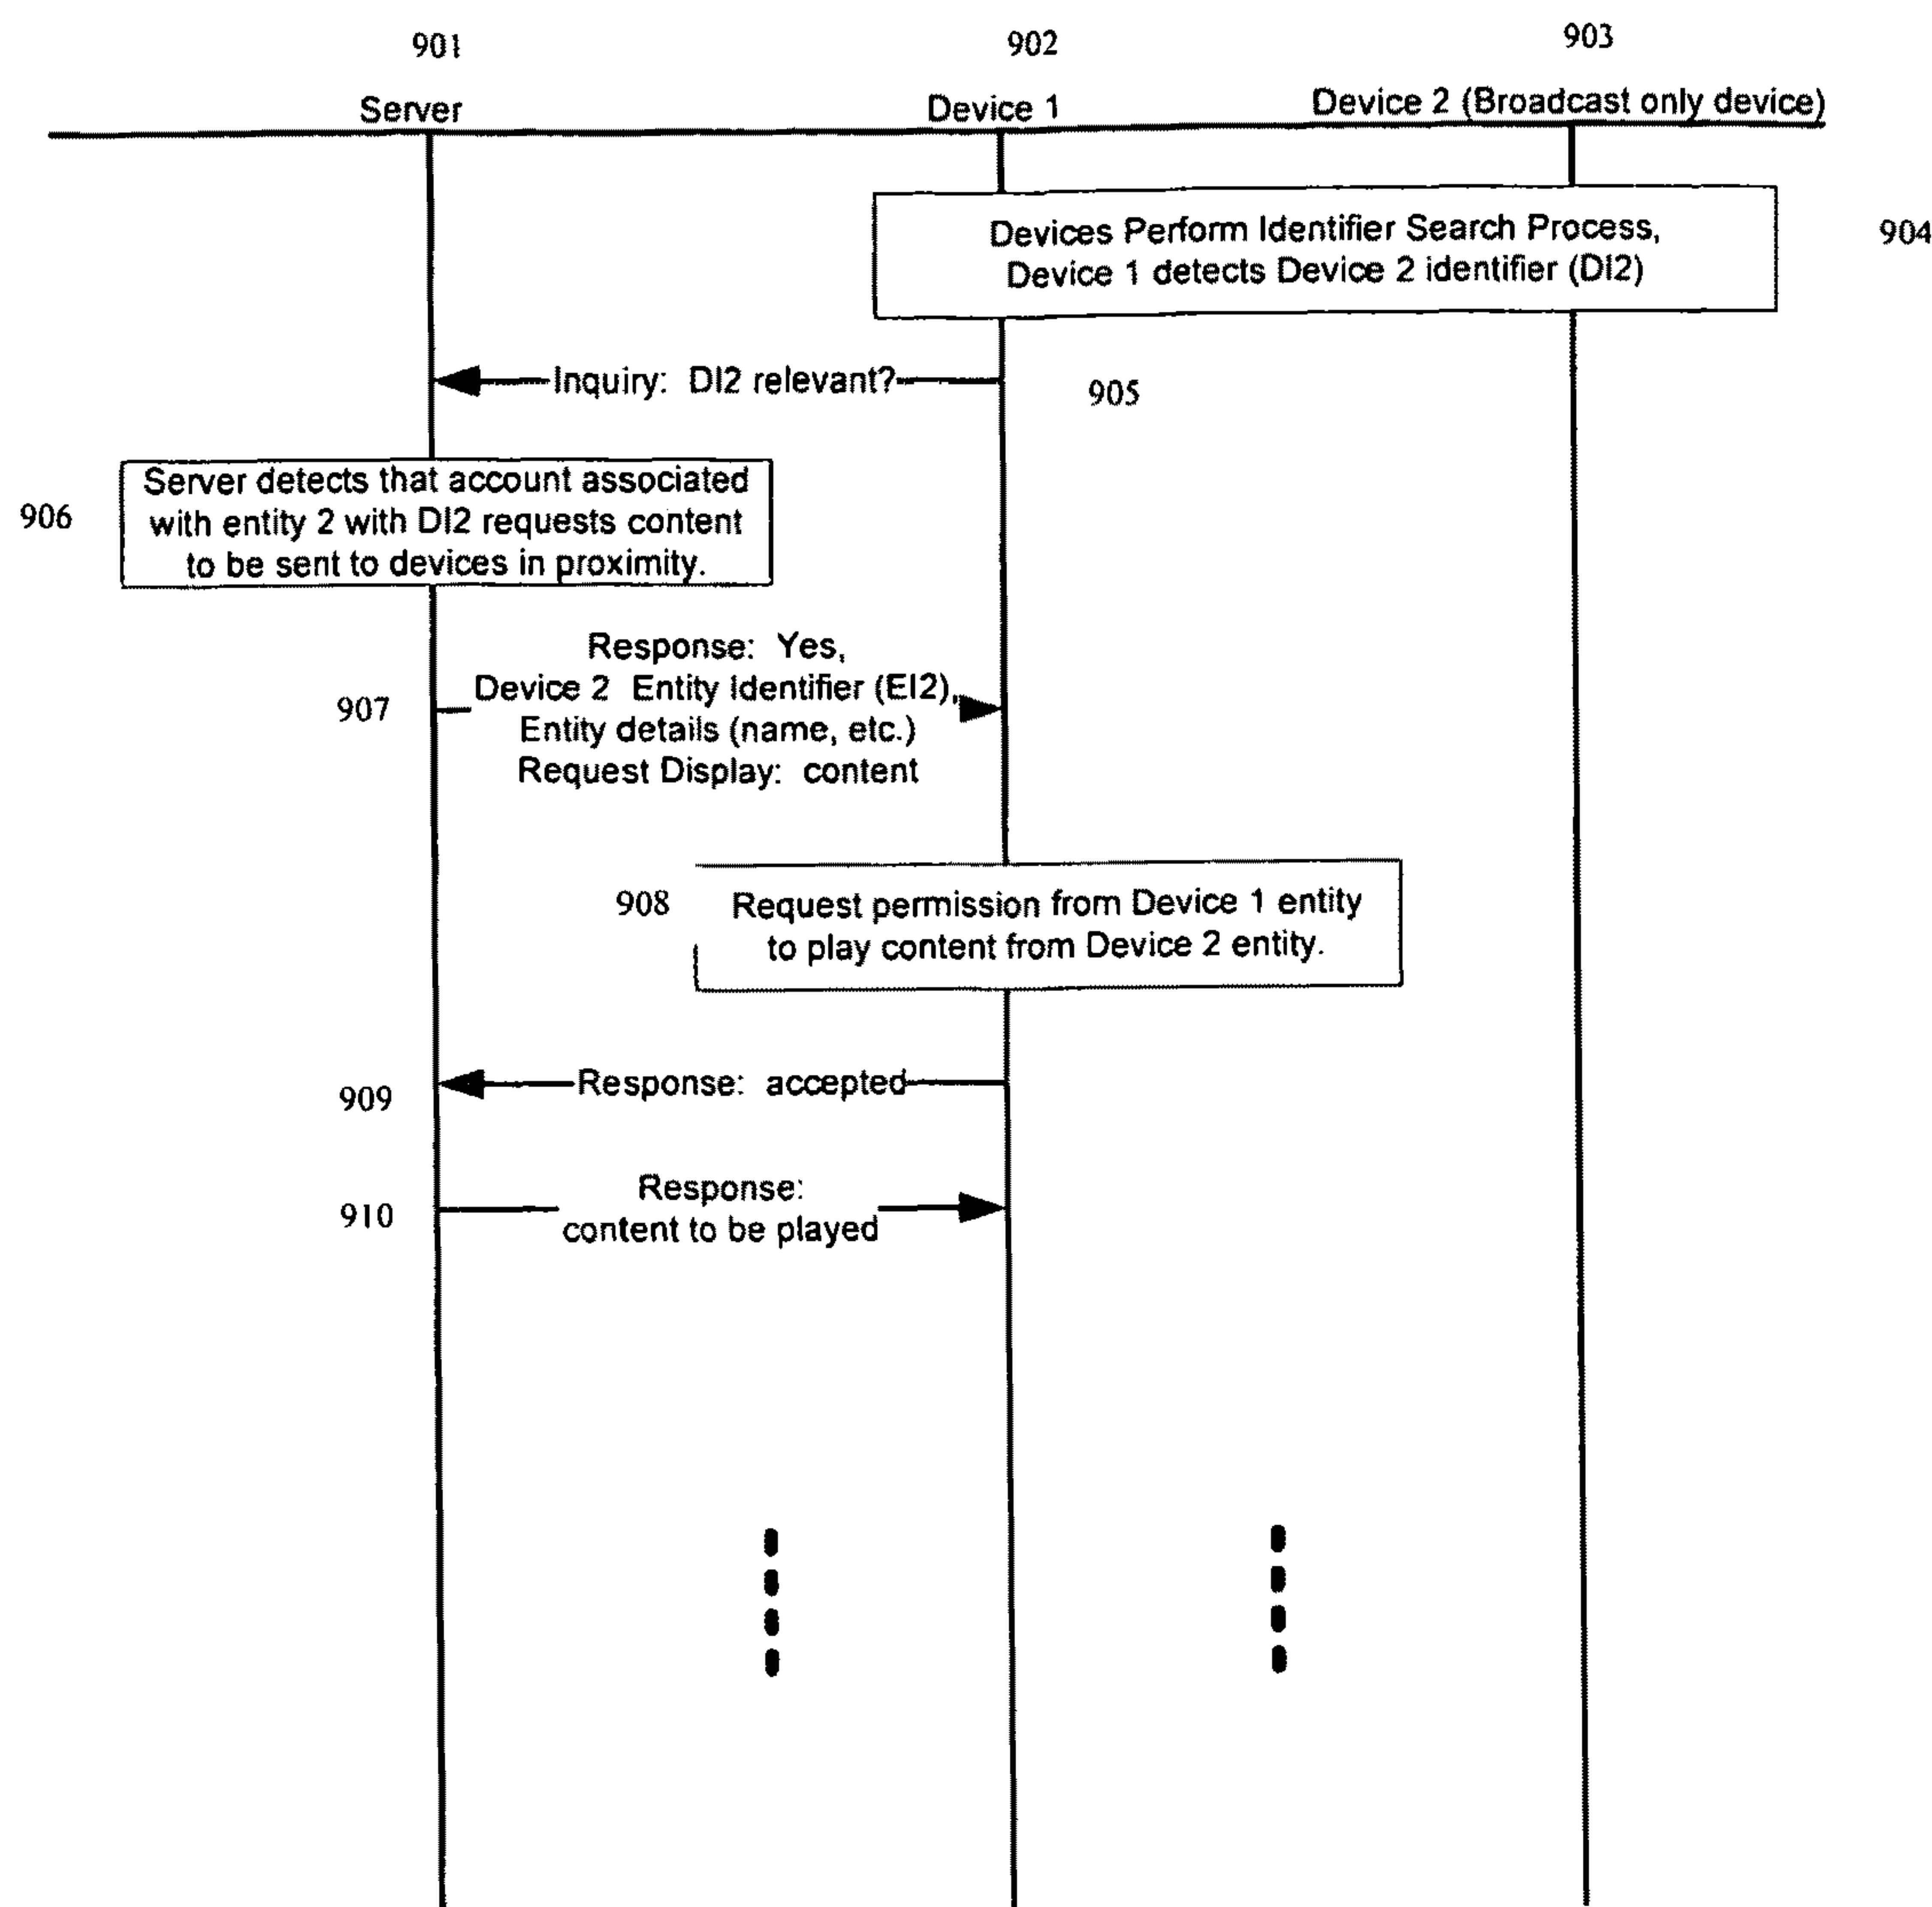 901
902
903
Server
Device 1
Device 2 (Broadcast only device)
Devices Perform Identifier Search Process,
Device 1 detects Device 2 identifier (DI2)
904
Inquiry: DI2 relevant?
905
906
Server detects that account associated
with entity 2 with DI2 requests content
to be sent to devices in proximity.
907
Response: Yes,
Device 2 Entity Identifier (EI2),
Entity details (name, etc.)
Request Display: content
908
Request permission from Device 1 entity
to play content from Device 2 entity.
909
Response: accepted
910
Response:
content to be played